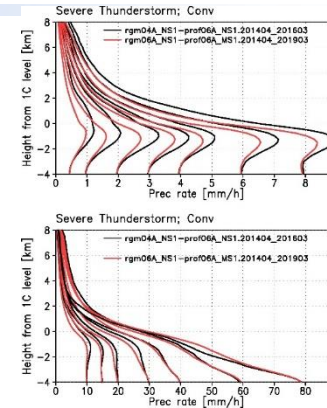 Severe Thunderstorm; Conv
rgm04A_NS1-prof06A_NS1.201404_201603
rgm06A_NS1-prof06A_MS1.201404_201903
Height from 1C level [km]
8
6
4
2
0
-2
-4
0 1 2 3 4 5 6 7 8
Prec rate [mm/h]
Severe Thunderstorm; Conv
rgm04A_NS1-prof06A_NS1.201404_201603
rgm06A_NS1-prof06A_MS1.201404_201903
Height from 1C level [km]
8
6
4
2
0
-2
-4
0 10 20 30 40 50 60 70 80
Prec rate [mm/h]